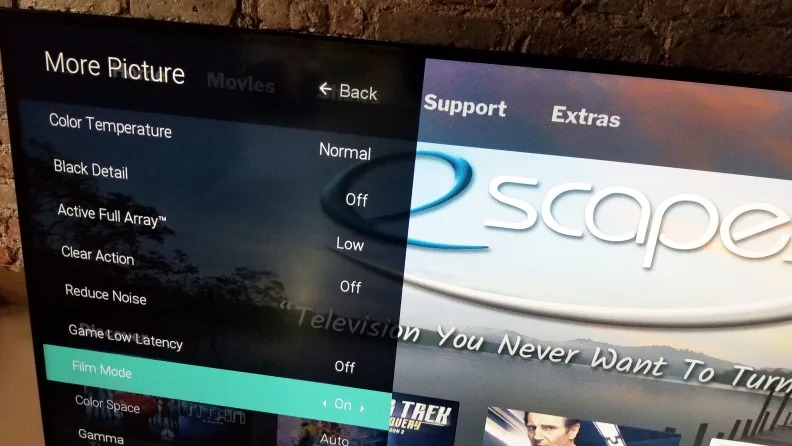 More Picture
Movies
← Back
Support
Extras
Color Temperature
Normal
Black Detail
Off
Active Full Array™
Low
Clear Action
Off
Reduce Noise
Game Low Latency
Off
Film Mode
On
Color Space
Auto
Gamma
escape
"Television You Never Want To Turn
Discover
TREK